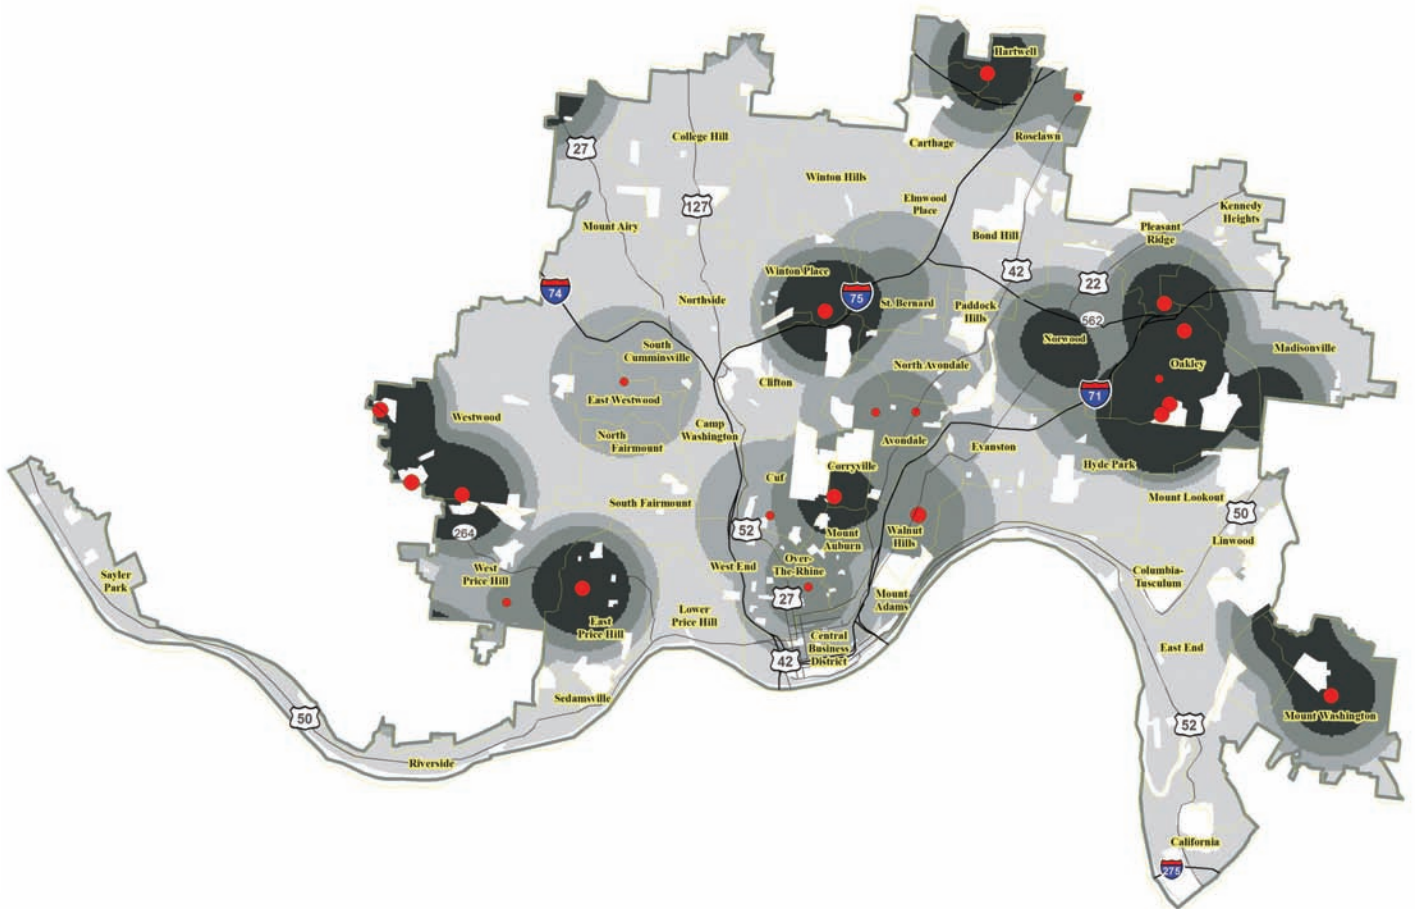 Hartwell
27
College Hill
Carthage
Roselawn
Winton Hills
127
Elmwood
Place
Kennedy
Heights
Mount Airy
Bond Hill
Pleasant
Ridge
Winton Place
42
22
74
75
Northside
St. Bernard
Paddock
Hills
562
Norwood
South
Cumminsville
Madisonville
Clifton
North Avondale
Oakley
71
East Westwood
Westwood
Camp
Washington
North
Fairmount
Avondale
Evanston
Corryville
Hyde Park
Cuf
South Fairmount
Mount Lookout
50
264
52
Mount
Auburn
Walnut
Hills
Linwood
Over-
The-Rhine
West End
West
Price Hill
Sayler
Park
Columbia-
Tusculum
27
Mount
Adams
Lower
Price Hill
East
Price Hill
Central
Business
District
42
East End
Sedamsville
50
Mount Washington
52
Riverside
California
275